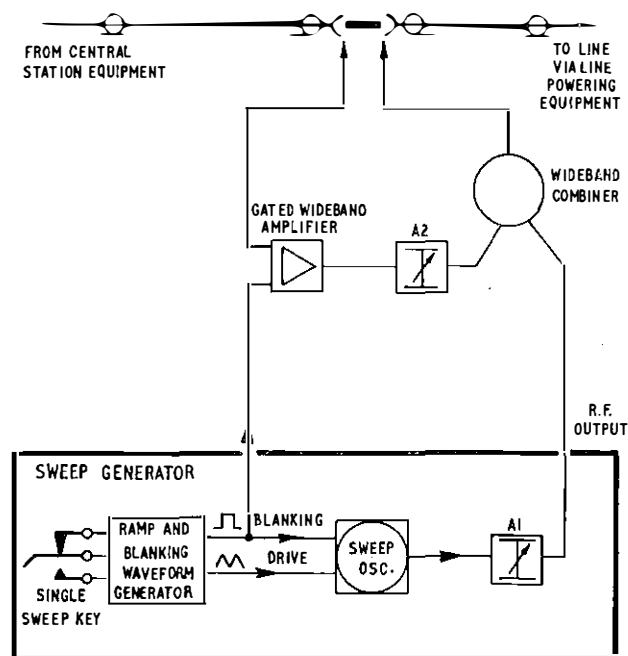 FROM CENTRAL
STATION EQUIPMENT
TO LINE
VIA LINE
POWERING
EQUIPMENT
WIDEBAND
COMBINER
GATED WIDEBAND
AMPLIFIER
A2
R.F.
OUTPUT
SWEEP GENERATOR
RAMP AND
BLANKING
WAVEFORM
GENERATOR
BLANKING
DRIVE
SWEEP
OSC.
A1
SINGLE
SWEEP KEY